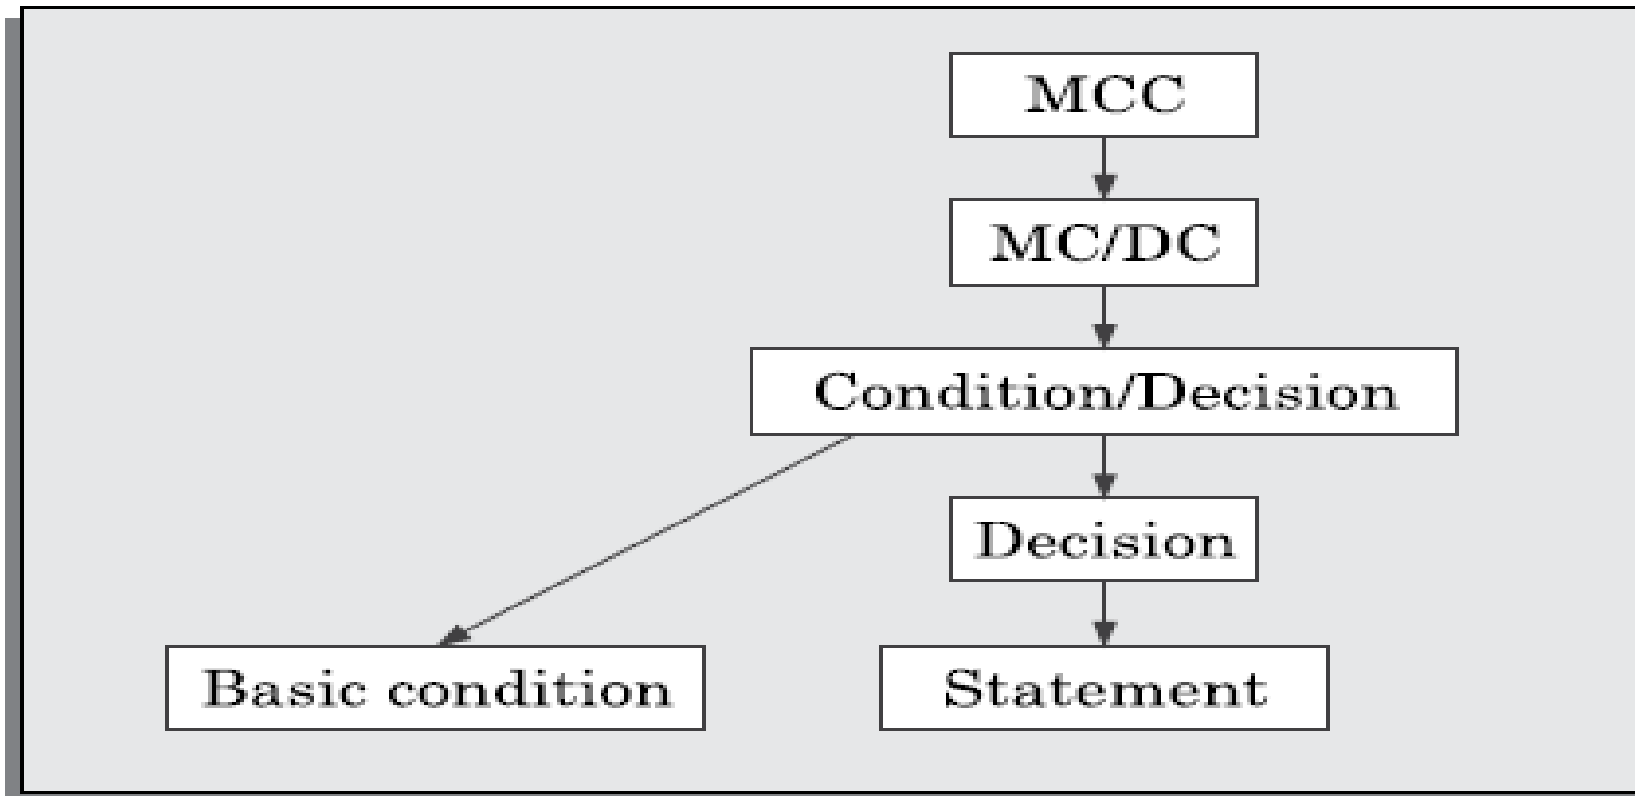 MCC
MC/DC
Condition/Decision
Decision
Basic condition
Statement